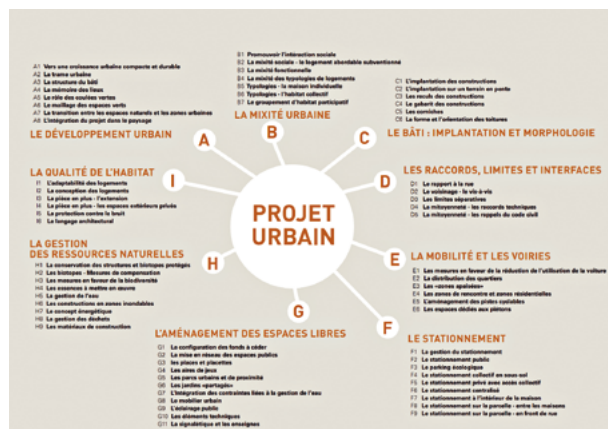 A1 Vers une croissance urbaine compacte et durable
A2 La trame urbaine
A3 La structure du bâti
A4 La mémoire des lieux
A5 Le rôle des coulées vertes
A6 Le maillage des espaces verts
A7 La transition entre les espaces naturels et les zones urbaines
A8 L'intégration du projet dans le paysage
LE DÉVELOPPEMENT URBAIN
B1 Promouvoir l'intéraction sociale
B2 La mixité sociale - le logement abordable subventionné
B3 La mixité fonctionnelle
B4 La mixité des typologies de logements
B5 Typologies - la maison individuelle
B6 Typologies - l'habitat collectif
B7 Le groupement d'habitat participatif
LA MIXITÉ URBAINE
C1 L'implantation des constructions
C2 L'implantation sur un terrain en pente
C3 Les reculs des constructions
C4 Le gabarit des constructions
C5 Les corniches
C6 La forme et l'orientation des toitures
LE BÂTI : IMPLANTATION ET MORPHOLOGIE
A
B
C
LA QUALITÉ DE L'HABITAT
I1 L'adaptabilité des logements
I2 La conception des logements
I3 La pièce en plus - l'extension
I4 La pièce en plus - les espaces extérieurs privés
I5 La protection contre le bruit
I6 Le langage architectural
I
D
LES RACCORDS, LIMITES ET INTERFACES
D1 Le rapport à la rue
D2 Le voisinage - le vis-à-vis
D3 Les limites séparatives
D4 La mitoyenneté - les raccords techniques
D5 La mitoyenneté - les rappels du code civil
PROJET
URBAIN
LA GESTION
DES RESSOURCES NATURELLES
H1 La conservation des structures et biotopes protégés
H2 Les biotopes - Mesures de compensation
H3 Les mesures en faveur de la biodiversité
H4 Les essences à mettre en œuvre
H5 La gestion de l'eau
H6 Les constructions en zones inondables
H7 Le concept énergétique
H8 La gestion des déchets
H9 Les matériaux de construction
H
E
LA MOBILITÉ ET LES VOIRIES
E1 Les mesures en faveur de la réduction de l'utilisation de la voiture
E2 La distribution des quartiers
E3 Les «zones apaisées»
E4 Les zones de rencontre et zones résidentielles
E5 L'aménagement des pistes cyclables
E6 Les espaces dédiés aux piétons
G
F
L'AMÉNAGEMENT DES ESPACES LIBRES
G1 La configuration des fonds à céder
G2 La mise en réseau des espaces publics
G3 les places et placettes
G4 Les aires de jeux
G5 Les parcs urbains et de proximité
G6 Les jardins «partagés»
G7 L'intégration des contraintes liées à la gestion de l'eau
G8 Le mobilier urbain
G9 L'éclairage public
G10 Les éléments techniques
G11 La signalétique et les enseignes
LE STATIONNEMENT
F1 La gestion du stationnement
F2 Le stationnement public
F3 Le parking écologique
F4 Le stationnement collectif en sous-sol
F5 Le stationnement privé avec accès collectif
F6 Le stationnement centralisé
F7 Le stationnement à l'intérieur de la maison
F8 Le stationnement sur la parcelle - entre les maisons
F9 Le stationnement sur la parcelle - en front de rue